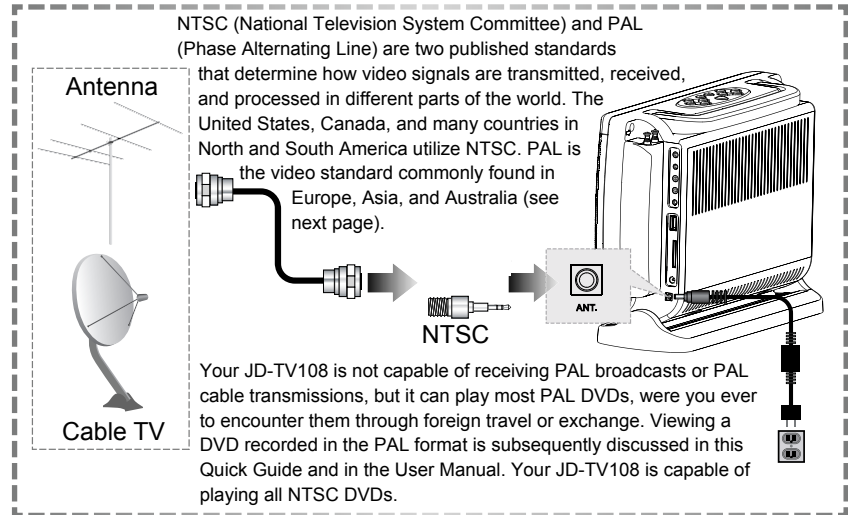 NTSC (National Television System Committee) and PAL
(Phase Alternating Line) are two published standards
that determine how video signals are transmitted, received,
and processed in different parts of the world. The
United States, Canada, and many countries in
North and South America utilize NTSC. PAL is
the video standard commonly found in
Europe, Asia, and Australia (see
next page).
Antenna
ANT.
NTSC
Cable TV
Your JD-TV108 is not capable of receiving PAL broadcasts or PAL
cable transmissions, but it can play most PAL DVDs, were you ever
to encounter them through foreign travel or exchange. Viewing a
DVD recorded in the PAL format is subsequently discussed in this
Quick Guide and in the User Manual. Your JD-TV108 is capable of
playing all NTSC DVDs.